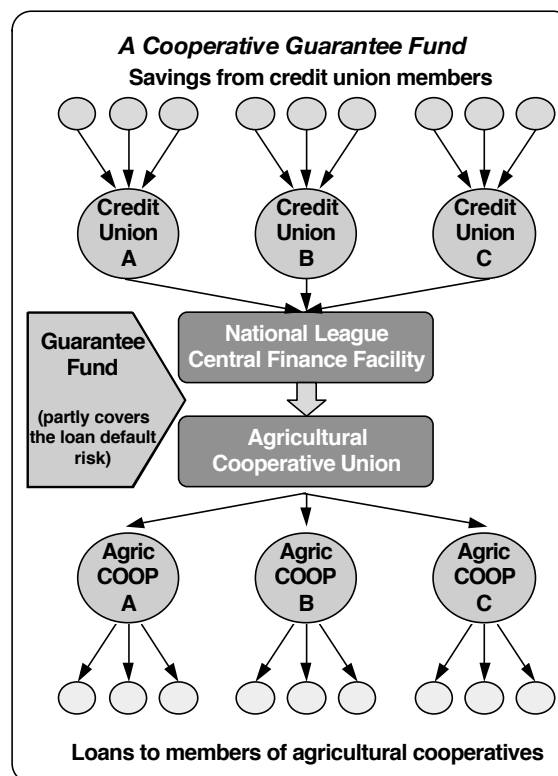 A Cooperative Guarantee Fund
Savings from credit union members
Credit
Union
A
Credit
Union
B
Credit
Union
C
Guarantee
Fund
(partly covers
the loan default
risk)
National League
Central Finance Facility
Agricultural
Cooperative Union
Agric
COOP
A
Agric
COOP
B
Agric
COOP
C
Loans to members of agricultural cooperatives